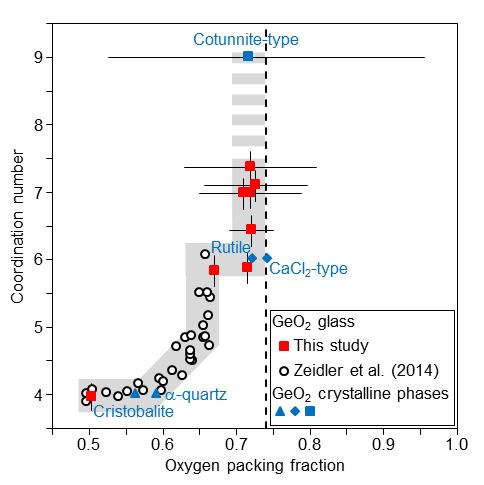 Cotunnite-type
9
8
7
6
5
4
Coordination number
Rutile
CaCl₂-type
α-quartz
Cristobalite
GeO₂ glass
This study
Zeidler et al. (2014)
GeO₂ crystalline phases
0.5 0.6 0.7 0.8 0.9 1.0
Oxygen packing fraction